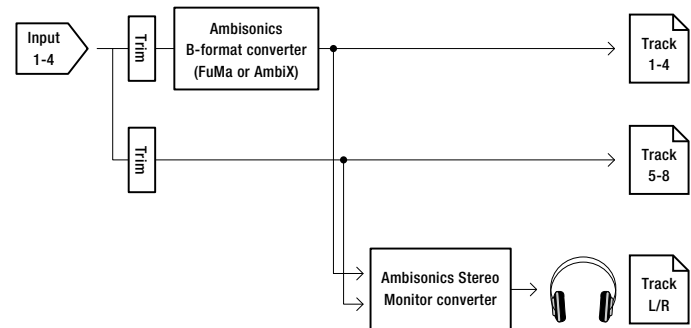 Input
1-4
Trim
Ambisonics
B-format converter
(FuMa or AmbiX)
Track
1-4
Trim
Track
5-8
Ambisonics Stereo
Monitor converter
Track
L/R